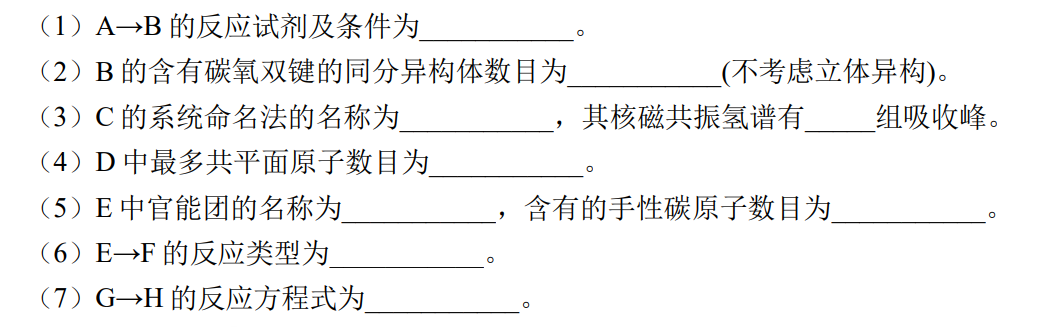 （1）A→B 的反应试剂及条件为___________。
（2）B 的含有碳氧双键的同分异构体数目为___________(不考虑立体异构)。
（3）C 的系统命名法的名称为___________，其核磁共振氢谱有_____组吸收峰。
（4）D 中最多共平面原子数目为___________。
（5）E 中官能团的名称为___________，含有的手性碳原子数目为___________。
（6）E→F 的反应类型为___________。
（7）G→H 的反应方程式为___________。